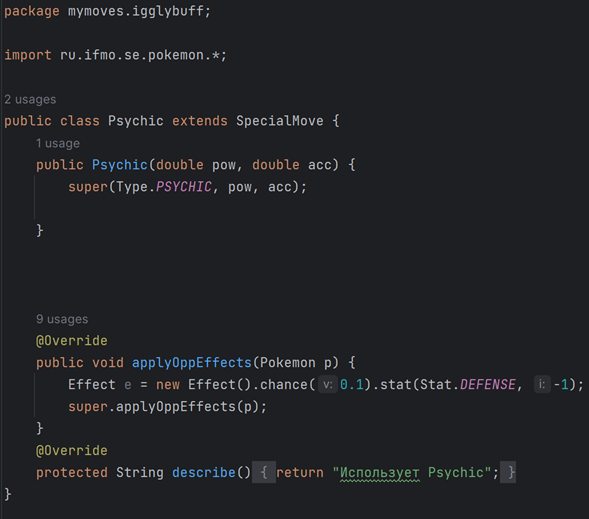 package mymoves.igglybuff;
import ru.ifmo.se.pokemon.*;
2 usages
public class Psychic extends SpecialMove {
1 usage
public Psychic(double pow, double acc) {
super(Type.PSYCHIC, pow, acc);
}
9 usages
@Override
public void applyOppEffects(Pokemon p) {
Effect e = new Effect().chance( v: 0.1).stat(Stat.DEFENSE, i: -1);
super.applyOppEffects(p);
}
@Override
protected String describe() { return "Использует Psychic"; }
}